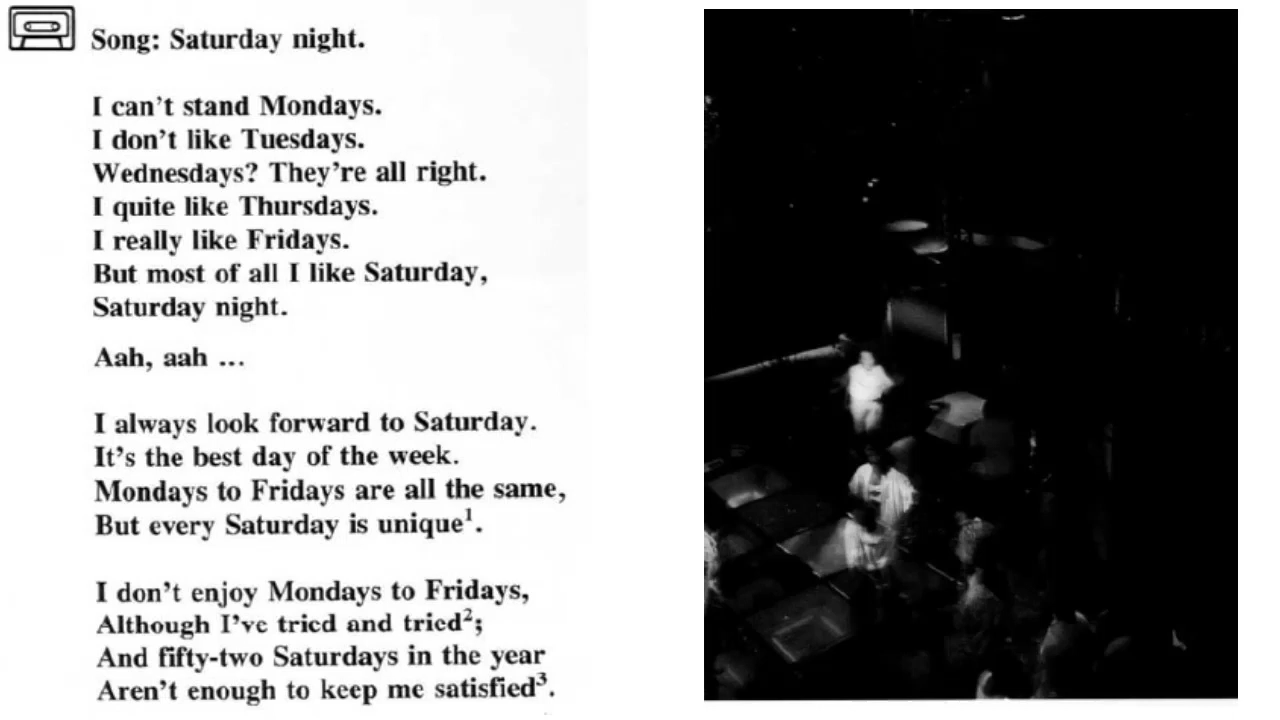 Song: Saturday night.
I can't stand Mondays.
I don't like Tuesdays.
Wednesdays? They're all right.
I quite like Thursdays.
I really like Fridays.
But most of all I like Saturday,
Saturday night.
Aah, aah ...
I always look forward to Saturday.
It's the best day of the week.
Mondays to Fridays are all the same,
But every Saturday is unique¹.
I don't enjoy Mondays to Fridays,
Although I've tried and tried²;
And fifty-two Saturdays in the year
Aren't enough to keep me satisfied³.